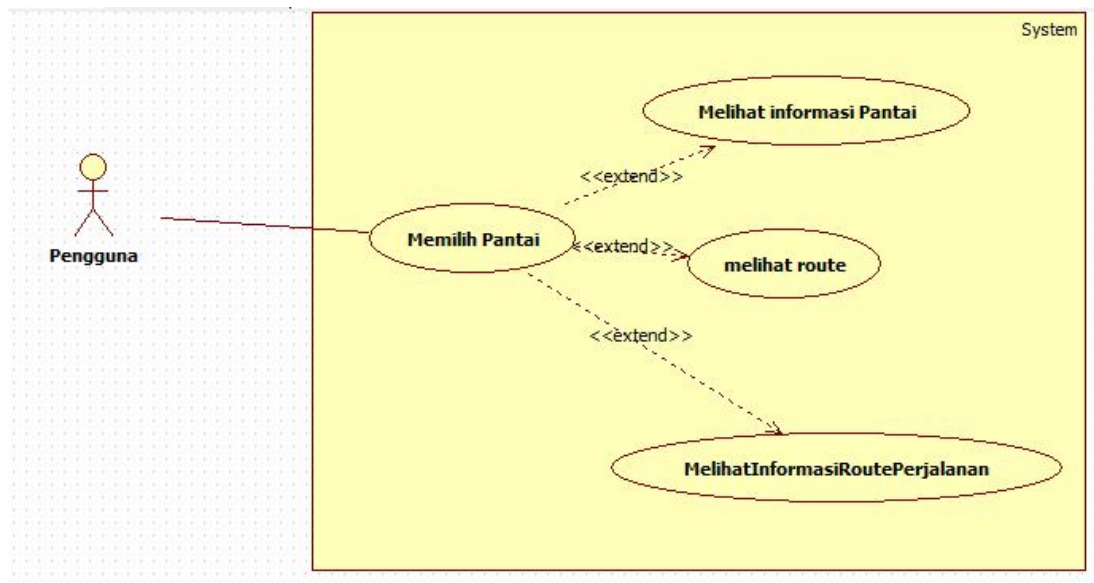 System
Melihat informasi Pantai
<<extend>>
Memilih Pantai
<<extend>>
melihat route
Pengguna
<<extend>>
MelihatInformasiRoutePerjalanan